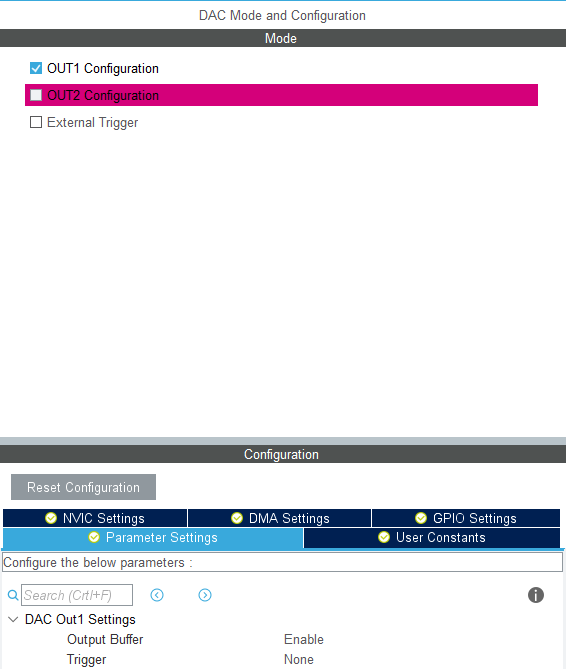 DAC Mode and Configuration
Mode
OUT1 Configuration
OUT2 Configuration
External Trigger
Configuration
Reset Configuration
NVIC Settings DMA Settings GPIO Settings
Parameter Settings User Constants
Configure the below parameters :
Search (Crtl+F)
DAC Out1 Settings
Output Buffer Enable
Trigger None